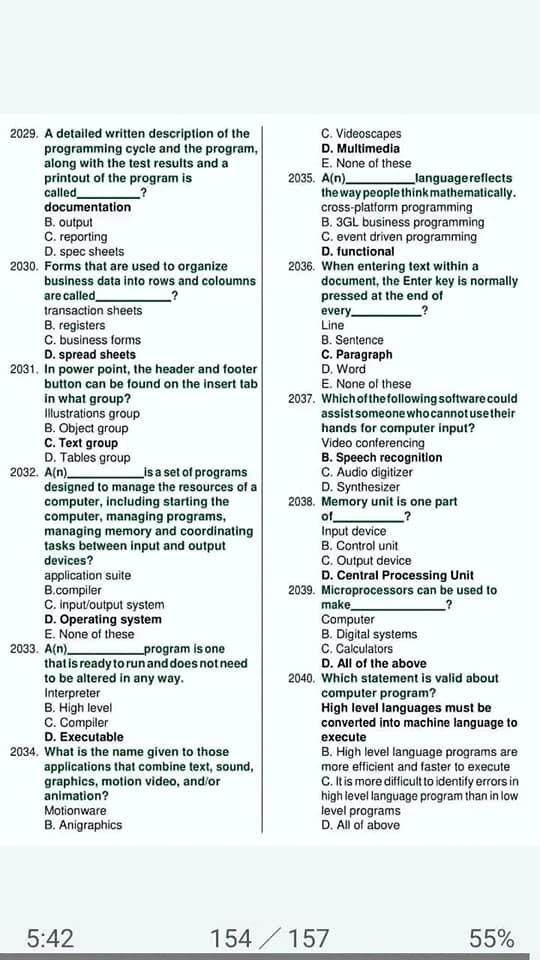 2029. A detailed written description of the
programming cycle and the program,
along with the test results and a
printout of the program is
called__________?
documentation
B. output
C. reporting
D. spec sheets
2030. Forms that are used to organize
business data into rows and coloumns
are called____________?
transaction sheets
B. registers
C. business forms
D. spread sheets
2031. In power point, the header and footer
button can be found on the insert tab
in what group?
Illustrations group
B. Object group
C. Text group
D. Tables group
2032. A(n)____________is a set of programs
designed to manage the resources of a
computer, including starting the
computer, managing programs,
managing memory and coordinating
tasks between input and output
devices?
application suite
B.compiler
C. input/output system
D. Operating system
E. None of these
2033. A(n)____________program is one
that is ready to run and does not need
to be altered in any way.
Interpreter
B. High level
C. Compiler
D. Executable
2034. What is the name given to those
applications that combine text, sound,
graphics, motion video, and/or
animation?
Motionware
B. Anigraphics
C. Videoscapes
D. Multimedia
E. None of these
2035. A(n)___________language reflects
the way people think mathematically.
cross-platform programming
B. 3GL business programming
C. event driven programming
D. functional
2036. When entering text within a
document, the Enter key is normally
pressed at the end of
every___________?
Line
B. Sentence
C. Paragraph
D. Word
E. None of these
2037. Which of the following software could
assist someone who cannot use their
hands for computer input?
Video conferencing
B. Speech recognition
C. Audio digitizer
D. Synthesizer
2038. Memory unit is one part
of___________?
Input device
B. Control unit
C. Output device
D. Central Processing Unit
2039. Microprocessors can be used to
make_______________?
Computer
B. Digital systems
C. Calculators
D. All of the above
2040. Which statement is valid about
computer program?
High level languages must be
converted into machine language to
execute
B. High level language programs are
more efficient and faster to execute
C. It is more difficult to identify errors in
high level language program than in low
level programs
D. All of above
5:42 154 / 157 55%